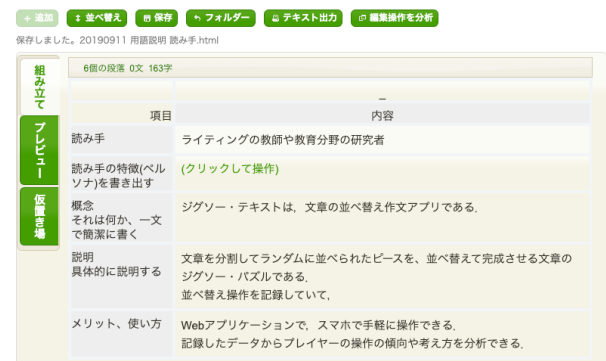 + 追加
↕ 並べ替え
保存
フォルダー
テキスト出力
編集操作を分析
保存しました。20190911 用語説明 読み手.html
組み立て
プレビュー
仮置き場
6個の段落 0文 163字
_
項目 内容
読み手 ライティングの教師や教育分野の研究者
読み手の特徴(ペル (クリックして操作)
ソナ)を書き出す
概念 ジグソー・テキストは，文章の並べ替え作文アプリである．
それは何か、一文
で簡潔に書く
説明 文章を分割してランダムに並べられたピースを、並べ替えて完成させる文章の
具体的に説明する ジグソー・パズルである．
並べ替え操作を記録していて，
メリット、使い方 Webアプリケーションで，スマホで手軽に操作できる．
記録したデータからプレイヤーの操作の傾向や考え方を分析できる．